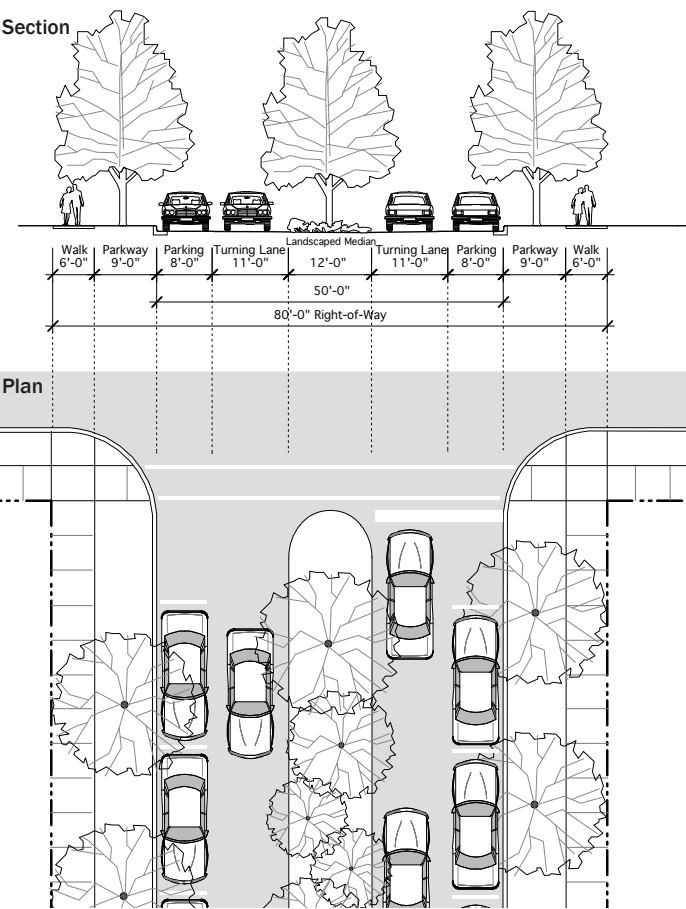 Section
Landscaped Median
Walk Parkway Parking Turning Lane Turning Lane Parking Parkway Walk
6'-0" 9'-0" 8'-0" 11'-0" 12'-0" 11'-0" 8'-0" 9'-0" 6'-0"
50'-0"
80'-0" Right-of-Way
Plan